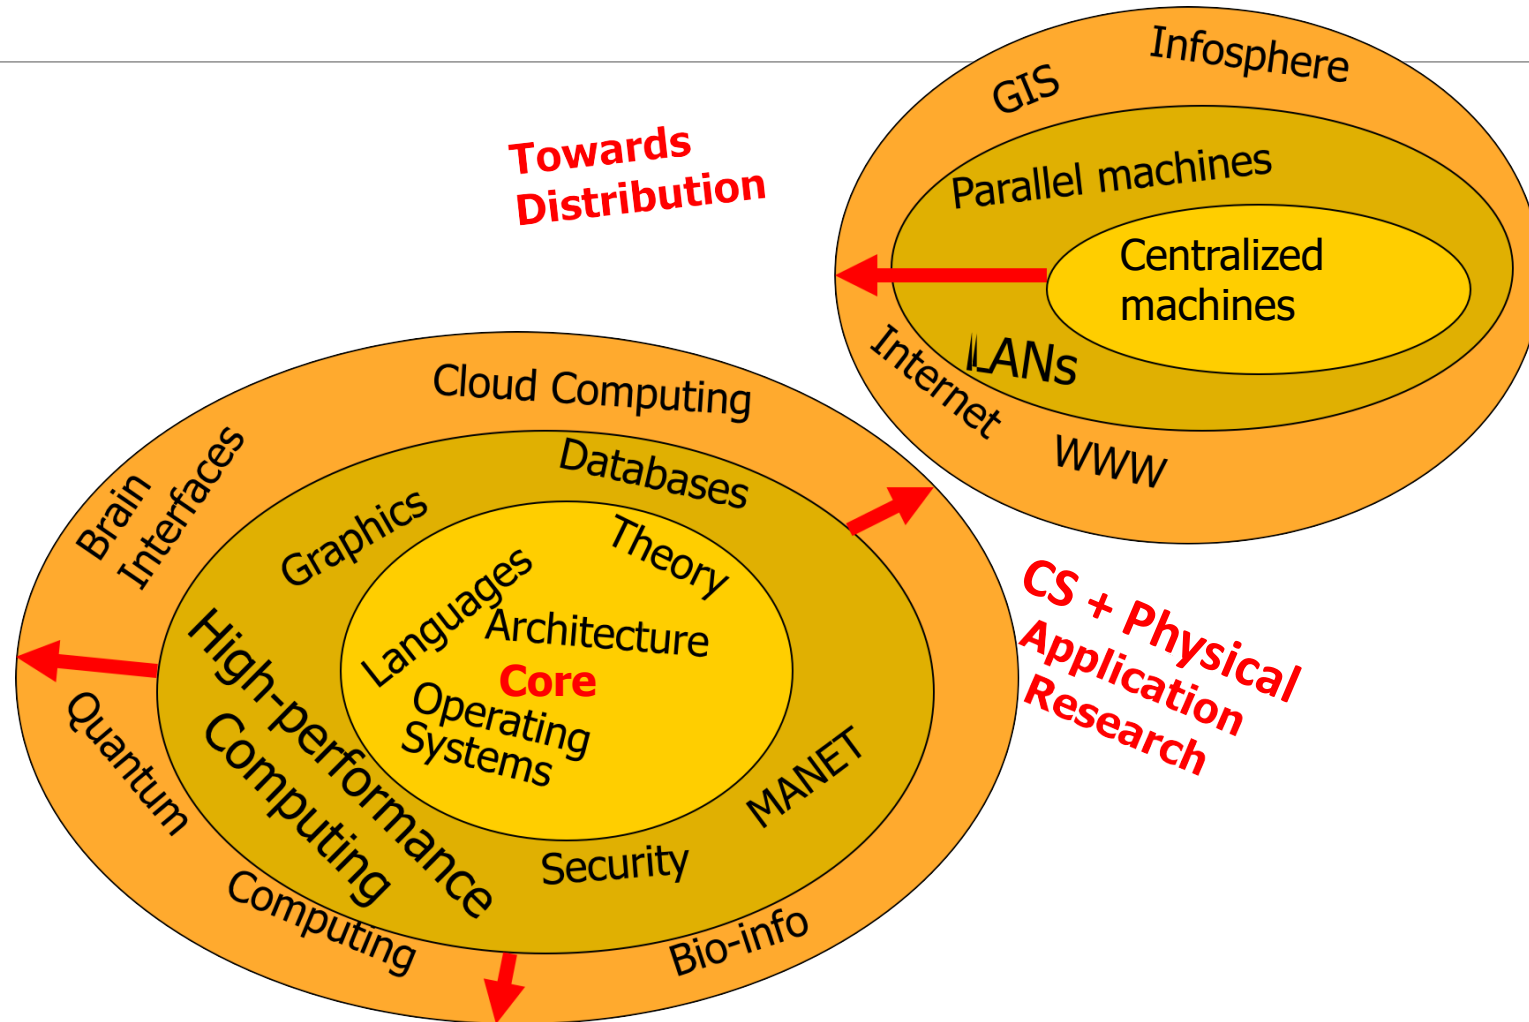 Infosphere
GIS
Towards
Distribution
Parallel machines
Centralized
machines
LANs
Internet
WWW
Cloud Computing
Brain
Interfaces
Databases
Graphics
Theory
Languages
Architecture
Core
Operating
Systems
High-performance
Computing
MANET
Security
Quantum
Computing
Bio-info
CS + Physical
Application
Research